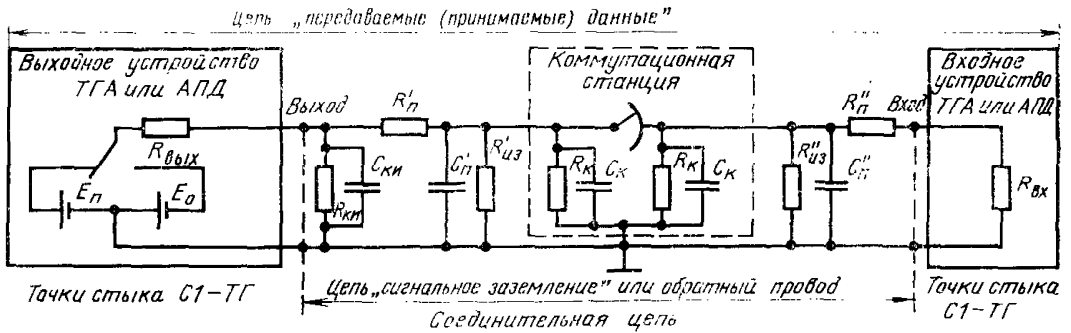 Цепь „передаваемые (принимаемые) данные”
Выходное устройство
ТГА или АПД
Коммутационная
станция
Входное
устройство
ТГА или АПД
Выход
R'п
R''п
Вход
Rвых
Eп
Eо
Rки
Cки
C'п
R'из
Rк
Cк
Rк
Cк
R''из
C''п
Rвх
Точки стыка С1–ТГ
Цепь „сигнальное заземление” или обратный провод
Соединительная цепь
Точки стыка
С1–ТГ